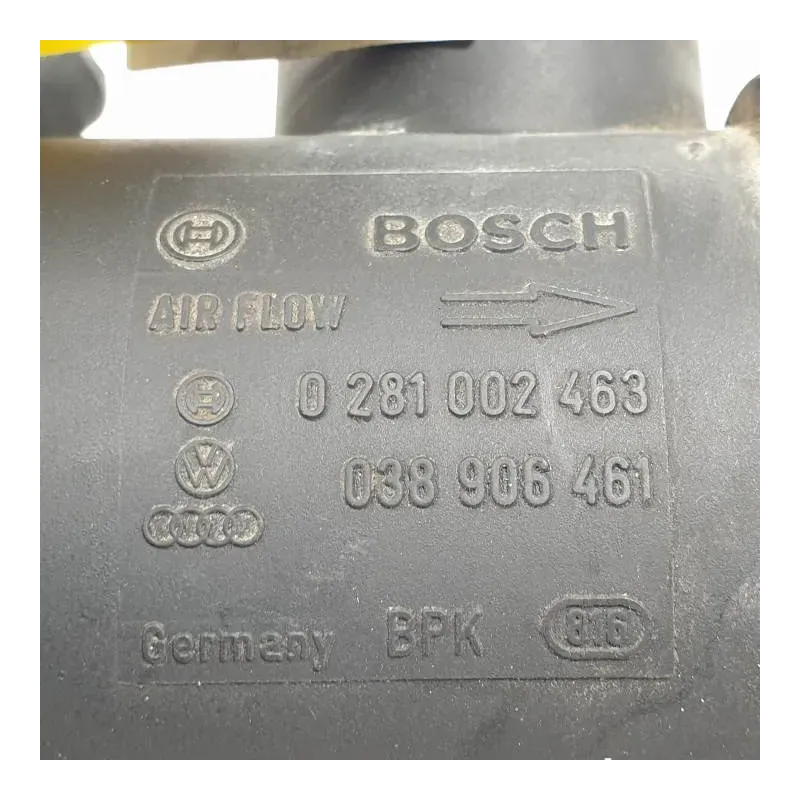 BOSCH
AIR FLOW
0 281 002 463
038 906 461
Germany BPK